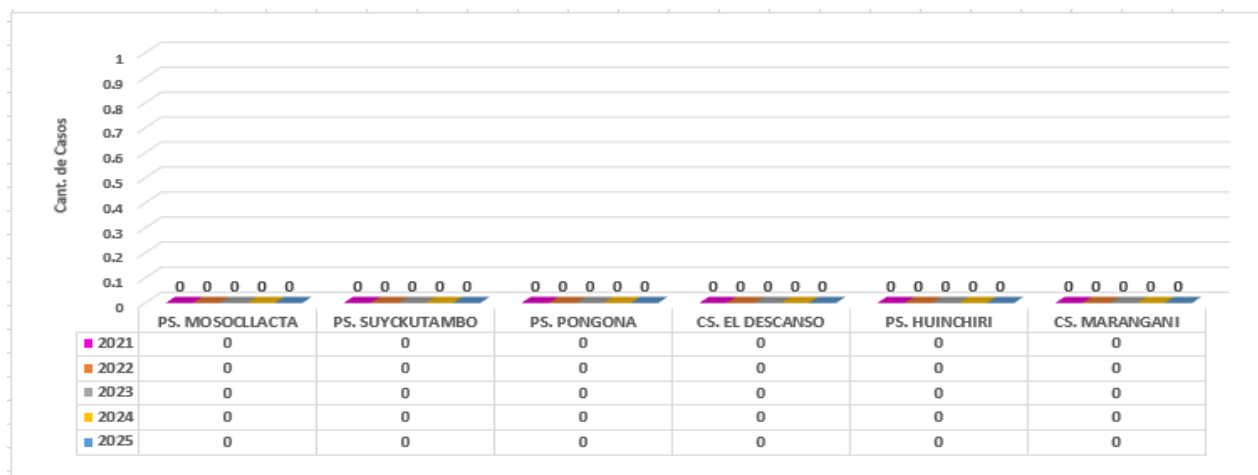 Cant. de Casos
1
0.9
0.8
0.7
0.6
0.5
0.4
0.3
0.2
0.1
0
0 0 0 0 0 0 0 0 0 0 0 0 0 0 0 0 0 0 0 0 0 0 0 0 0 0 0 0 0 0
PS. MOSOCLLACTA PS. SUYCKUTAMBO PS. PONGONA CS. EL DESCANSO PS. HUINCHIRI CS. MARANGANI
2021 0 0 0 0 0 0
2022 0 0 0 0 0 0
2023 0 0 0 0 0 0
2024 0 0 0 0 0 0
2025 0 0 0 0 0 0